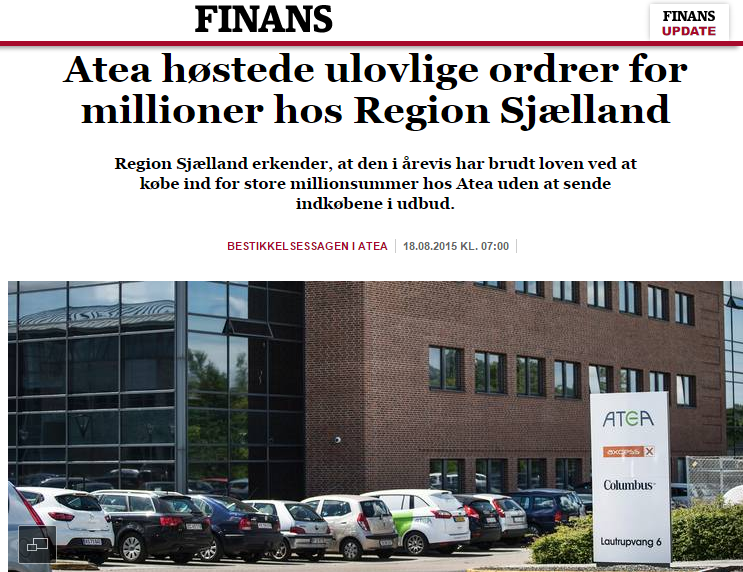 FINANS
FINANS
UPDATE
Atea høstede ulovlige ordrer for
millioner hos Region Sjælland
Region Sjælland erkender, at den i årevis har brudt loven ved at
købe ind for store millionsummer hos Atea uden at sende
indkøbene i udbud.
BESTIKKELSESSAGEN I ATEA 18.08.2015 KL. 07:00
ATEA
axcess X
Columbus
Lautrupvang 6
ATEA